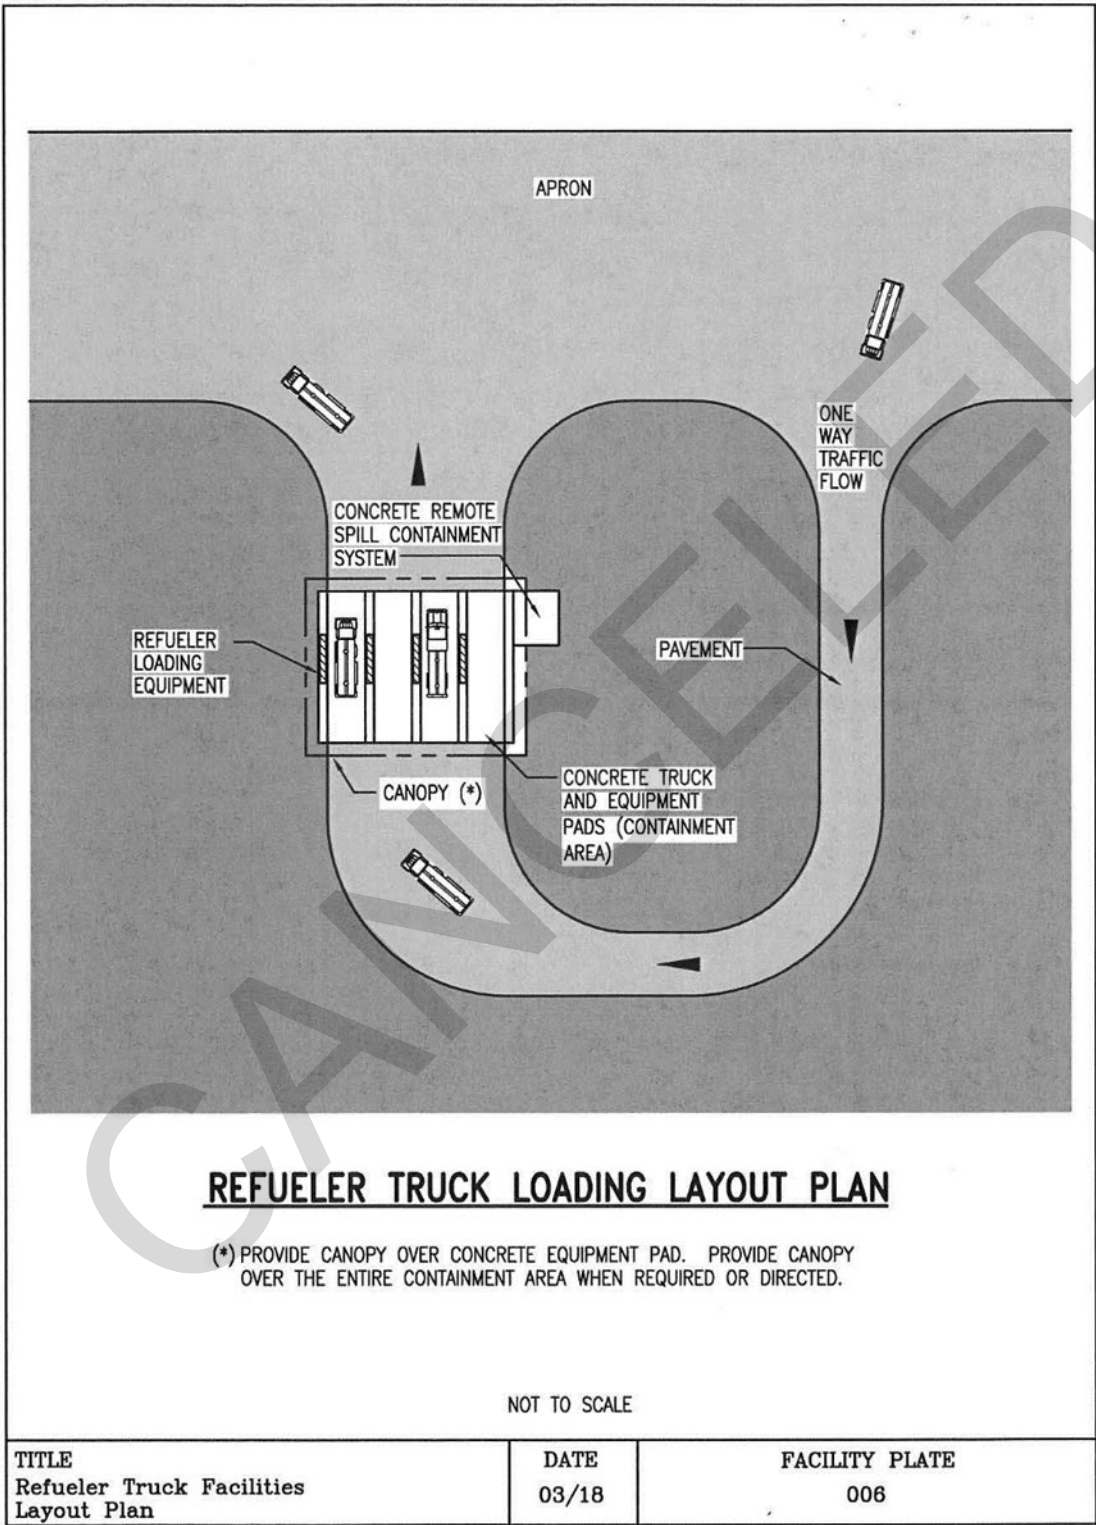 APRON
ONE
WAY
TRAFFIC
FLOW
CONCRETE REMOTE
SPILL CONTAINMENT
SYSTEM
REFUELER
LOADING
EQUIPMENT
PAVEMENT
CANOPY (*)
CONCRETE TRUCK
AND EQUIPMENT
PADS (CONTAINMENT
AREA)
CANCELED
REFUELER TRUCK LOADING LAYOUT PLAN
(*) PROVIDE CANOPY OVER CONCRETE EQUIPMENT PAD. PROVIDE CANOPY
OVER THE ENTIRE CONTAINMENT AREA WHEN REQUIRED OR DIRECTED.
NOT TO SCALE
TITLE
Refueler Truck Facilities
Layout Plan
DATE
03/18
FACILITY PLATE
006